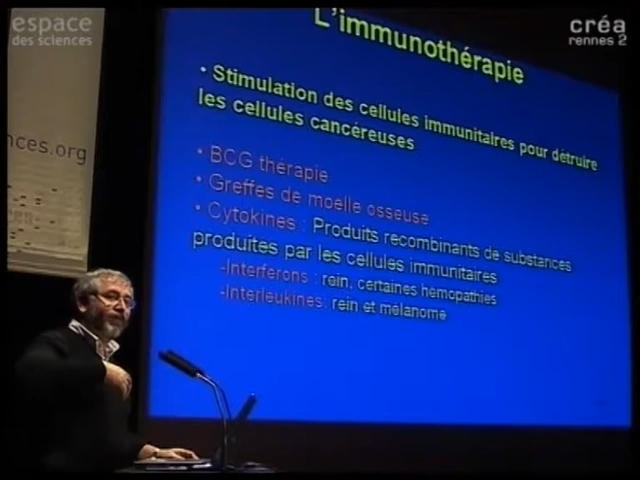 espace
des sciences
créa
rennes 2
nces.org
L'immunothérapie
• Stimulation des cellules immunitaires pour détruire
les cellules cancéreuses
• BCG thérapie
• Greffes de moelle osseuse
• Cytokines : Produits recombinants de substances
produites par les cellules immunitaires
-Interferons : rein, certaines hémopathies
-Interleukines: rein et mélanome